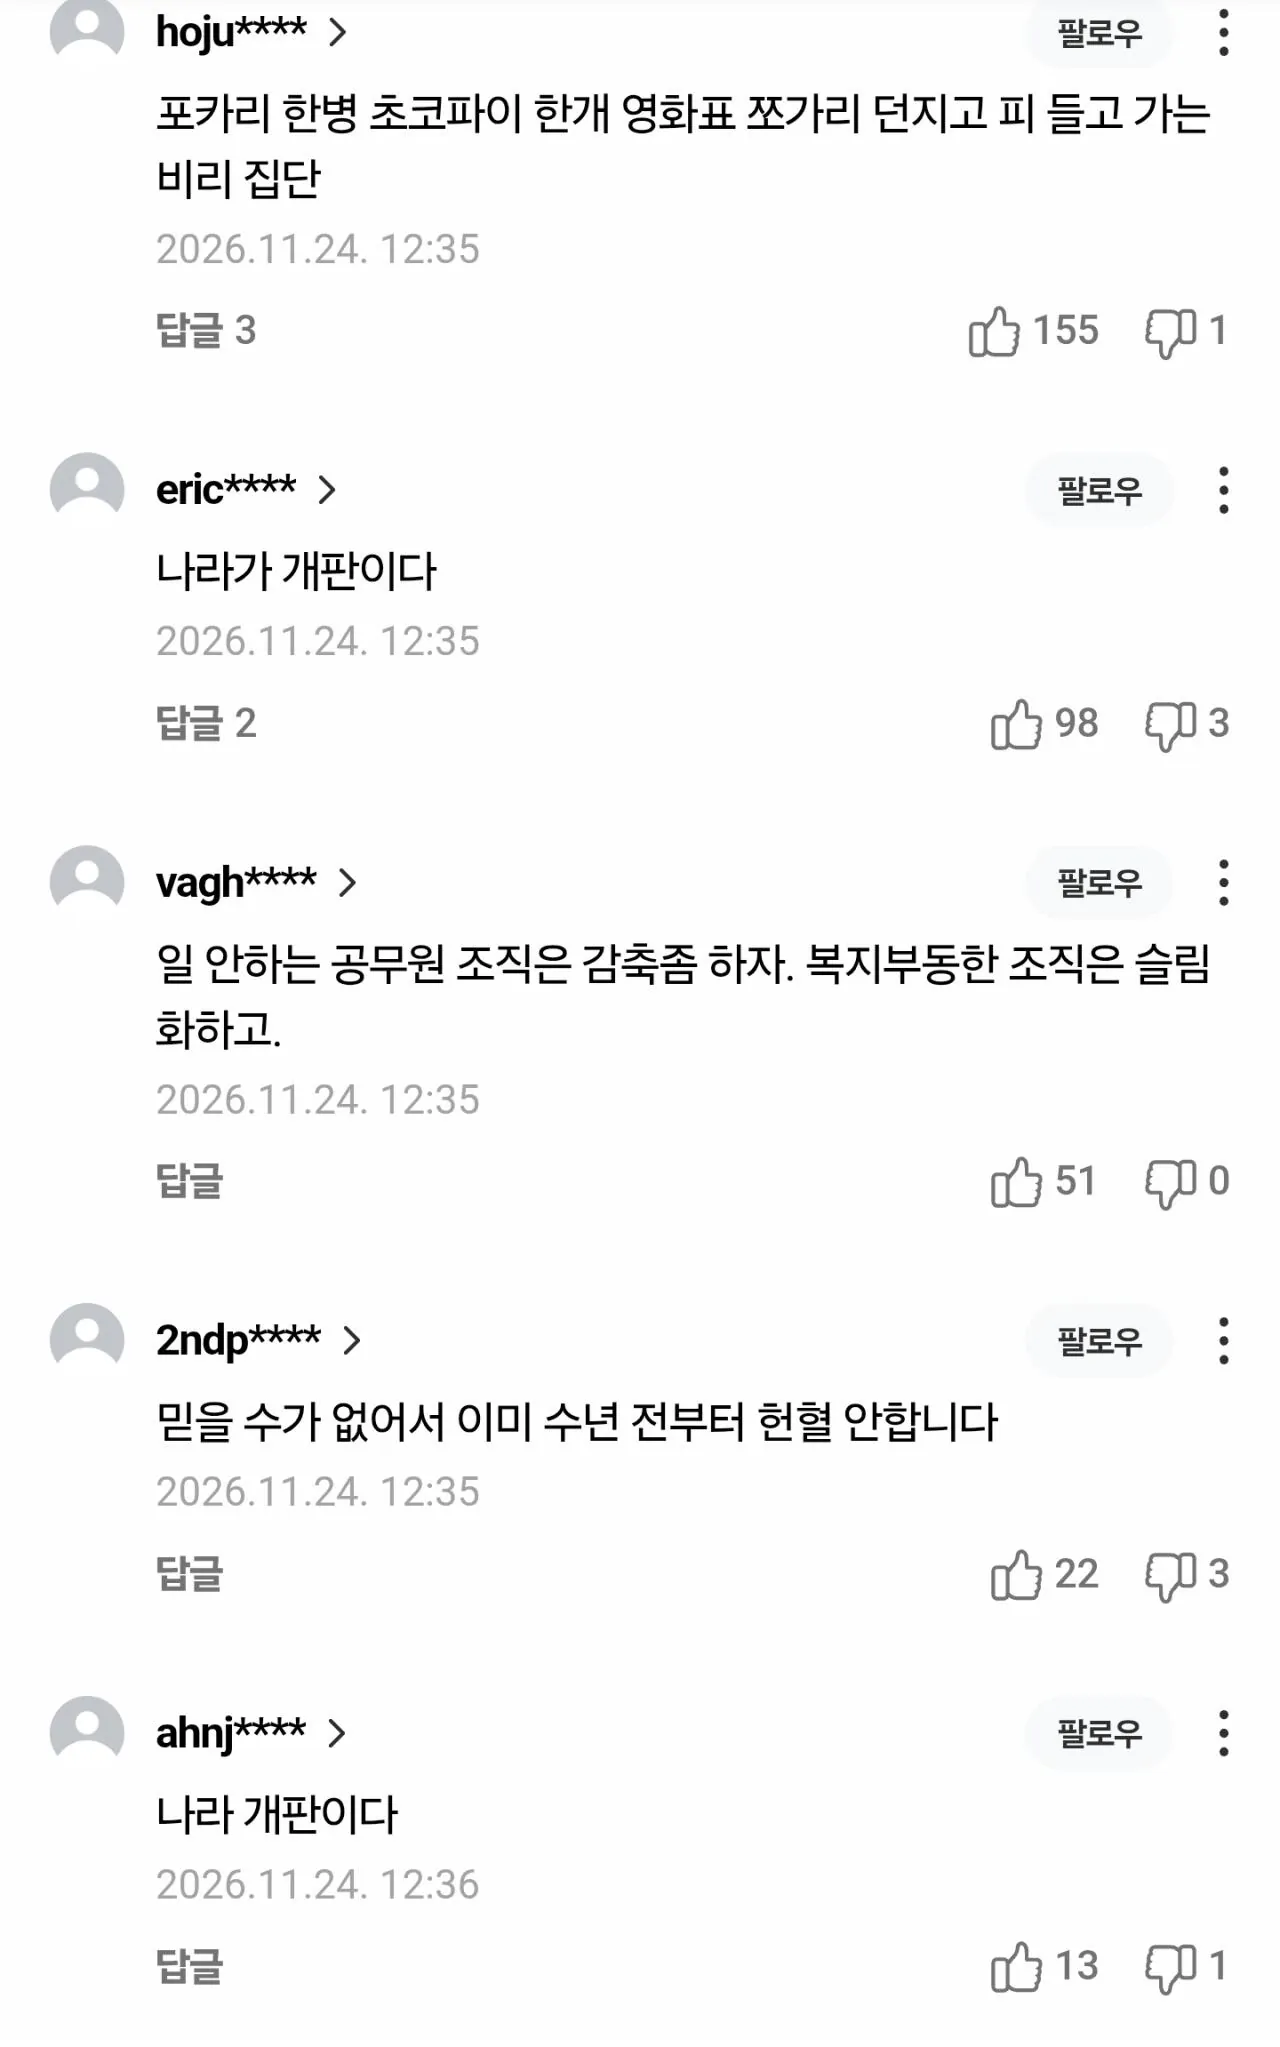 hoju**** >
팔로우
포카리 한병 초코파이 한개 영화표 쪼가리 던지고 피 들고 가는
비리 집단
2026.11.24. 12:35
답글 3
155 1
eric**** >
팔로우
나라가 개판이다
2026.11.24. 12:35
답글 2
98 3
vagh**** >
팔로우
일 안하는 공무원 조직은 감축좀 하자. 복지부동한 조직은 슬림
화하고.
2026.11.24. 12:35
답글
51 0
2ndp**** >
팔로우
믿을 수가 없어서 이미 수년 전부터 헌혈 안합니다
2026.11.24. 12:35
답글
22 3
ahnj**** >
팔로우
나라 개판이다
2026.11.24. 12:36
답글
13 1